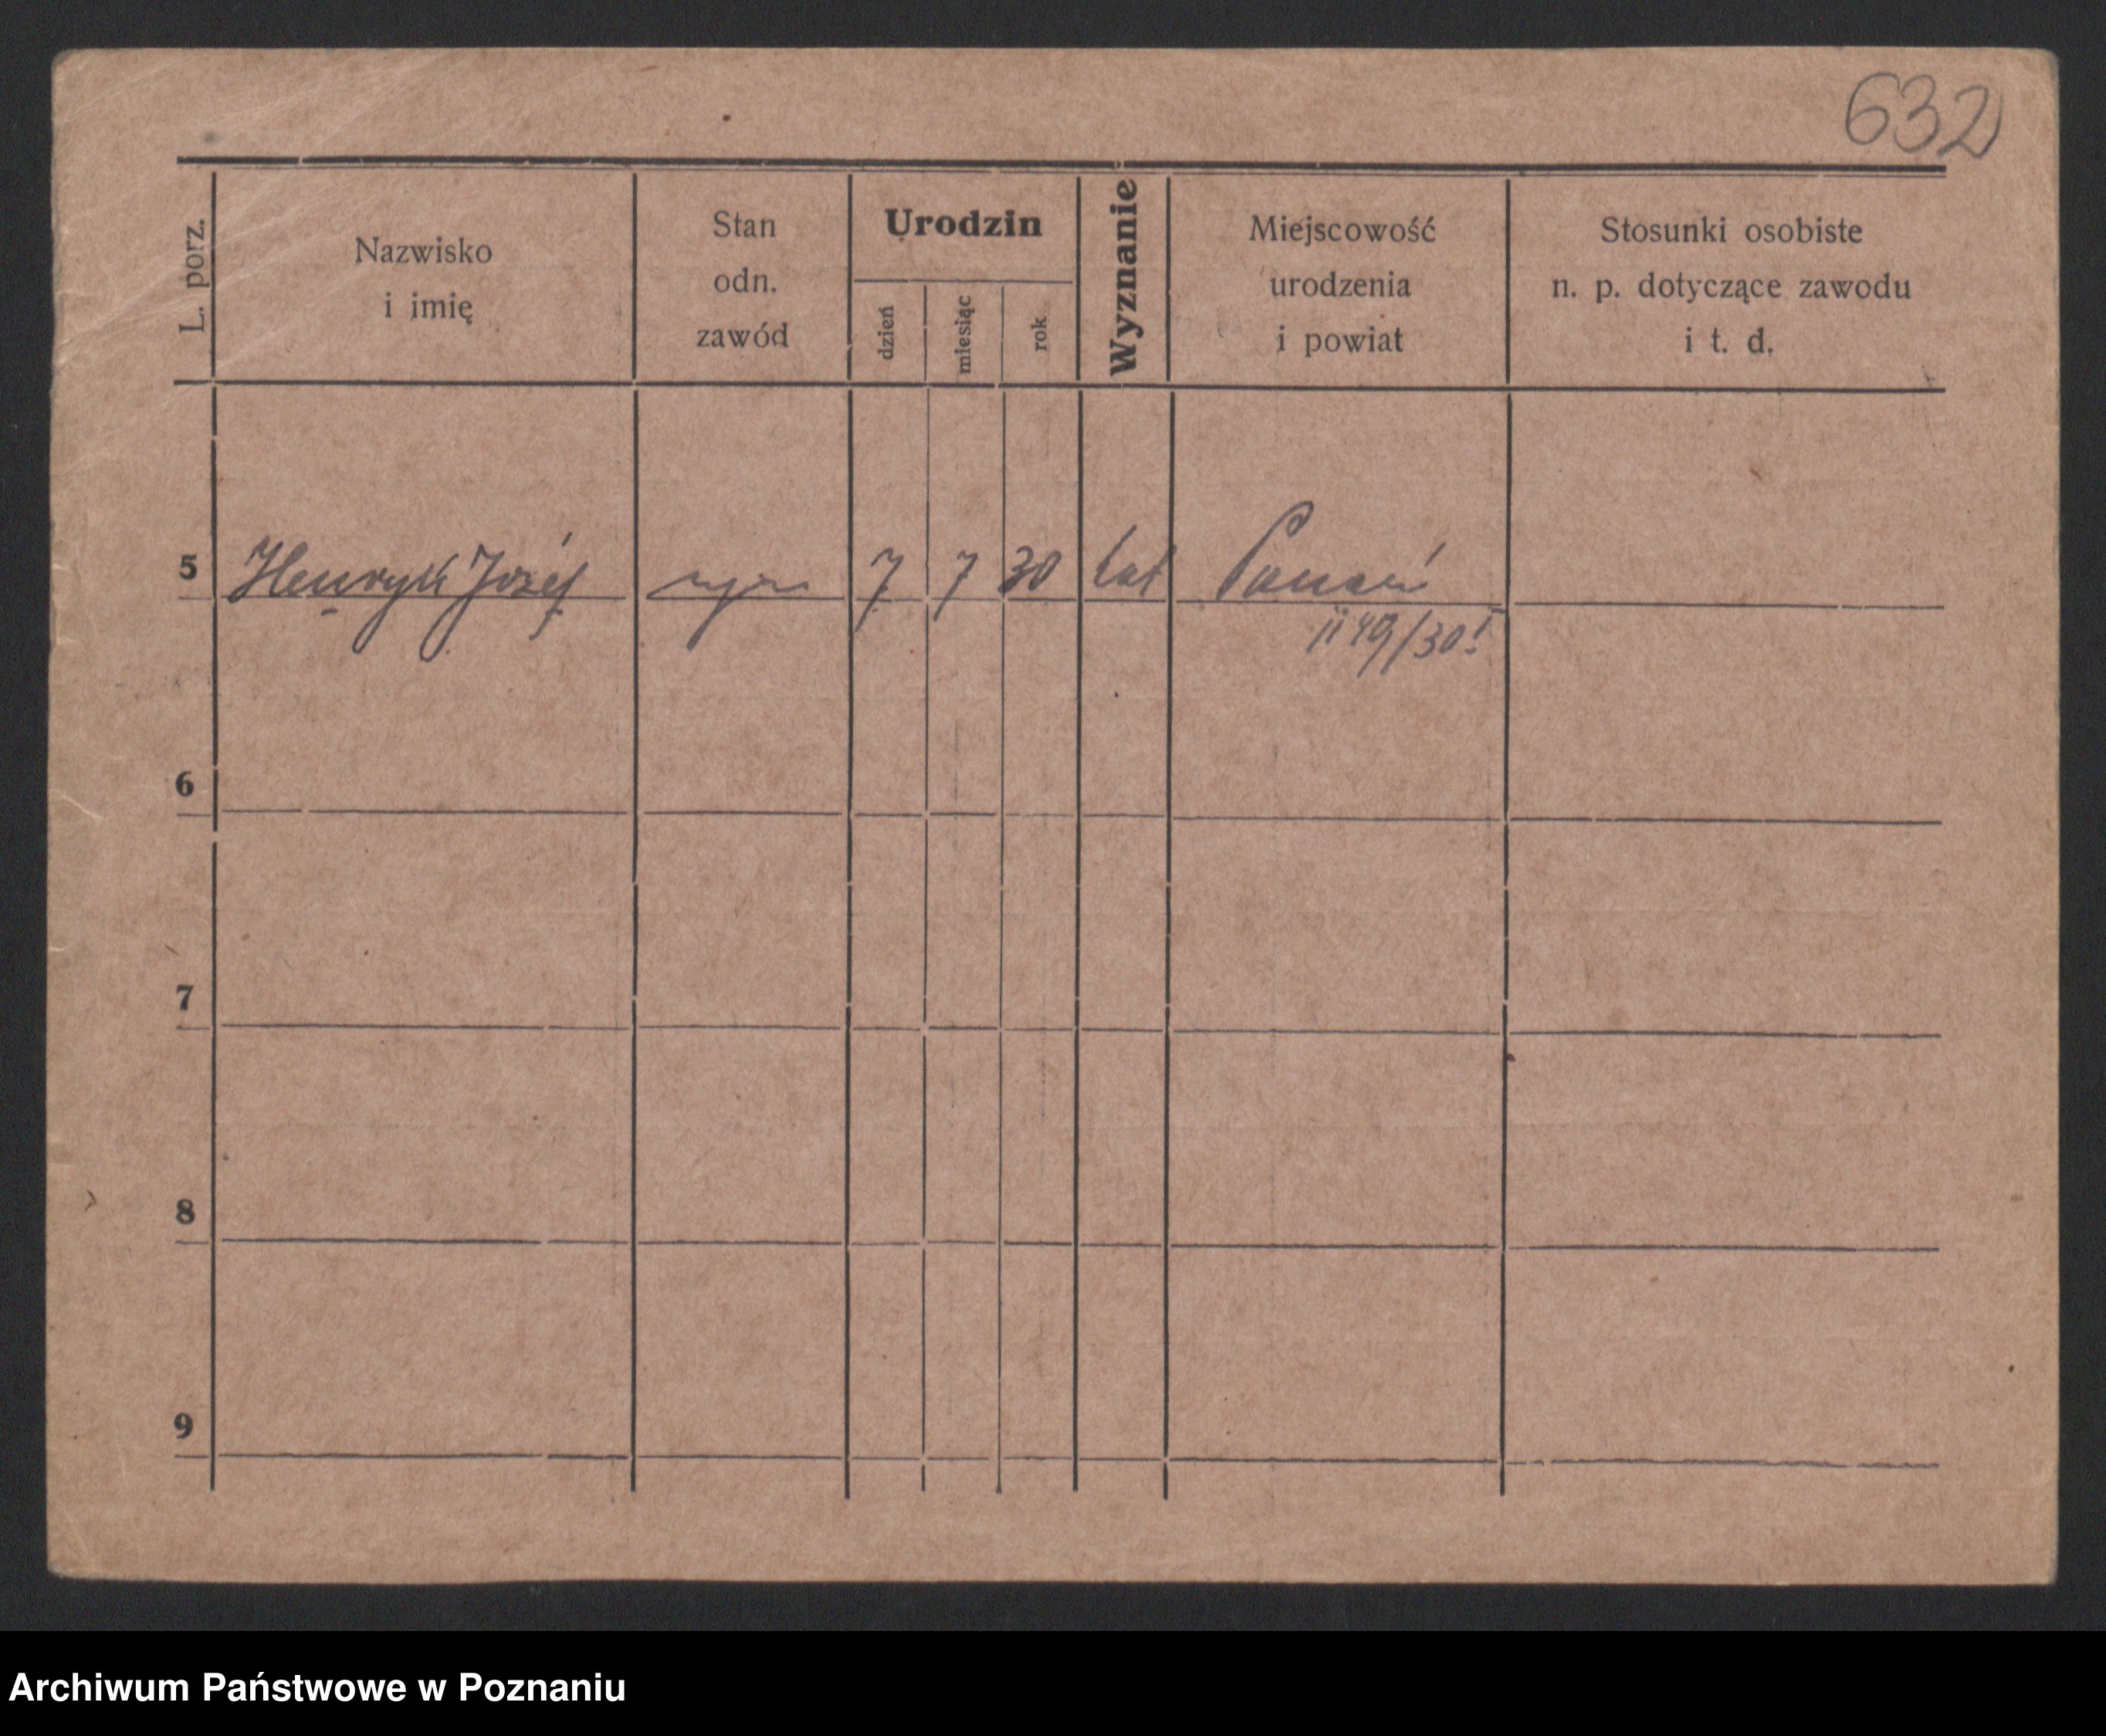 632
L. porz.
Nazwisko
i imię
Stan
odn.
zawód
Urodzin
dzień
miesiąc
rok
Wyznanie
Miejscowość
urodzenia
i powiat
Stosunki osobiste
n. p. dotyczące zawodu
i t. d.
5 Henryk Józef syn 7 7 30 kat Poznań
49/30!
6
7
8
9
Archiwum Państwowe w Poznaniu